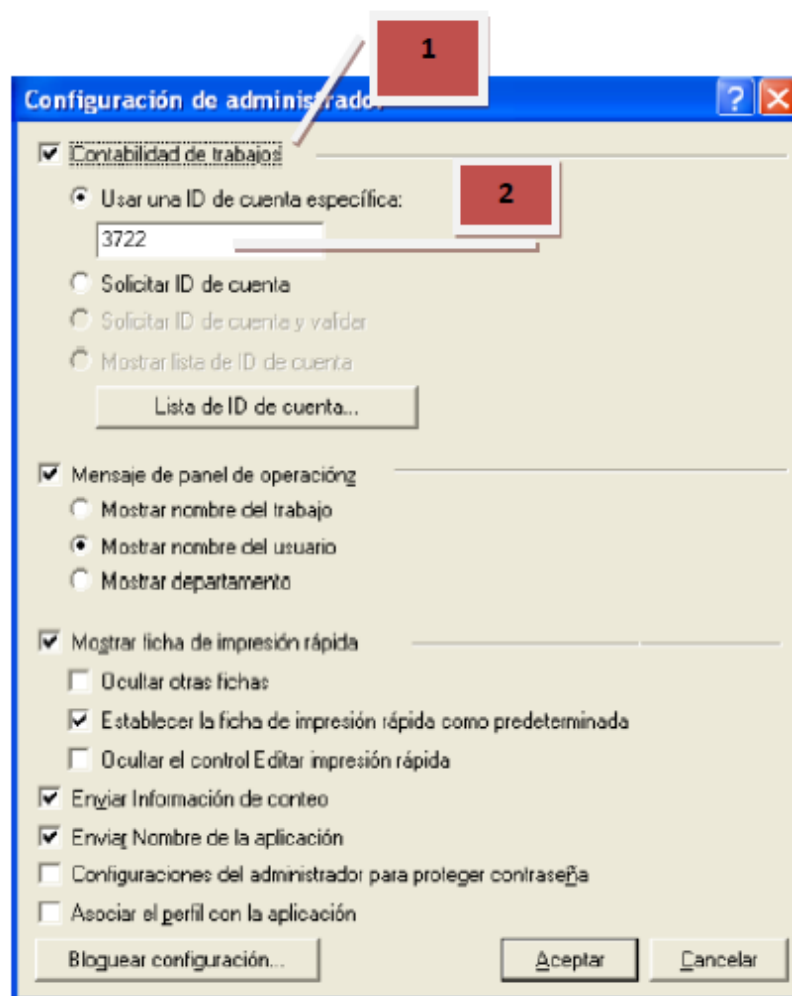 1
Configuración de administrador
Contabilidad de trabajos
Usar una ID de cuenta específica:
2
3722
Solicitar ID de cuenta
Solicitar ID de cuenta y validar
Mostrar lista de ID de cuenta
Lista de ID de cuenta...
Mensaje de panel de operacióng
Mostrar nombre del trabajo
Mostrar nombre del usuario
Mostrar departamento
Mostrar ficha de impresión rápida
Ocultar otras fichas
Establecer la ficha de impresión rápida como predeterminada
Ocultar el control Editar impresión rápida
Enviar Información de conteo
Enviar Nombre de la aplicación
Configuraciones del administrador para proteger contraseña
Asociar el perfil con la aplicación
Bloquear configuración...
Aceptar
Cancelar